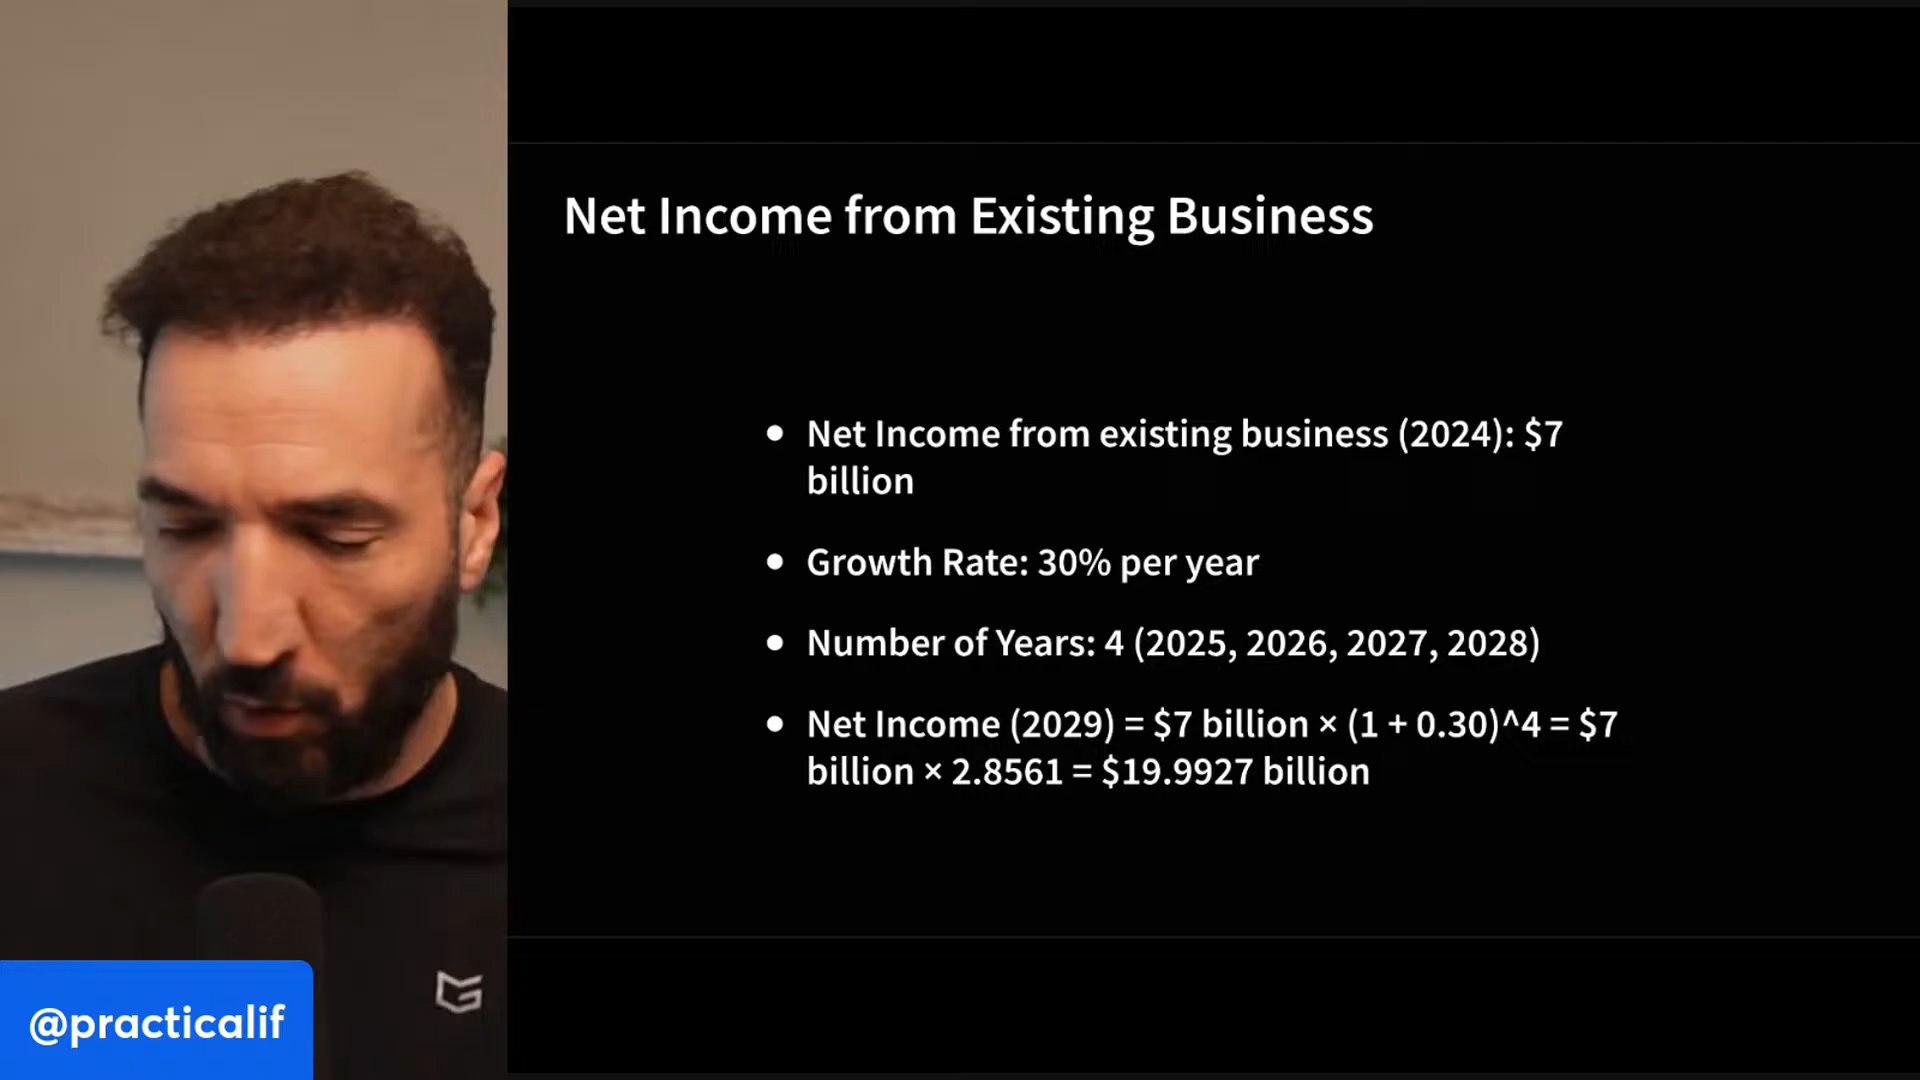 Net Income from Existing Business
• Net Income from existing business (2024): $7
billion
• Growth Rate: 30% per year
• Number of Years: 4 (2025, 2026, 2027, 2028)
• Net Income (2029) = $7 billion × (1 + 0.30)^4 = $7
billion × 2.8561 = $19.9927 billion
@practicalif